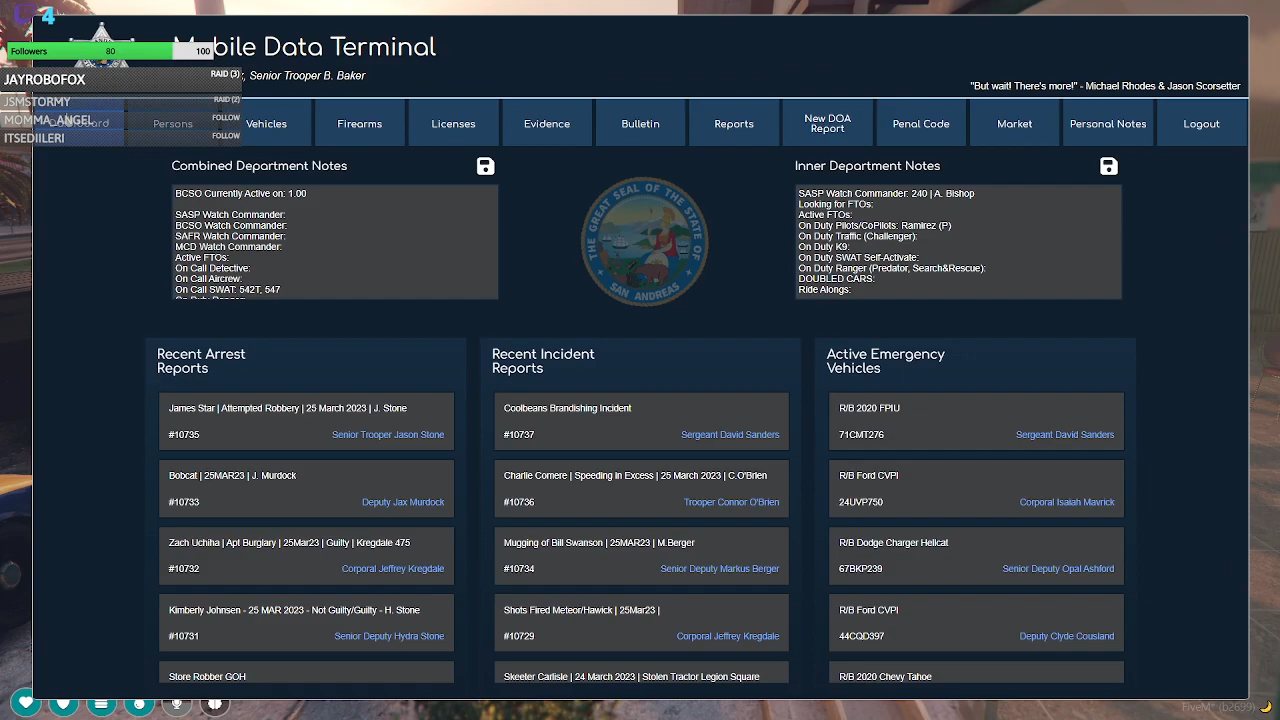 4
Followers 80 100
Mobile Data Terminal
, Senior Trooper B. Baker
"But wait! There's more!" - Michael Rhodes & Jason Scorsetter
JAYROBOFOX RAID (3)
JSMSTORMY RAID (2)
MOMMA_ANGEL FOLLOW
ITSEDIILERI FOLLOW
Persons
Vehicles
Firearms
Licenses
Evidence
Bulletin
Reports
New DOA
Report
Penal Code
Market
Personal Notes
Logout
Combined Department Notes
BCSO Currently Active on: 1.00
SASP Watch Commander:
BCSO Watch Commander:
SAFR Watch Commander:
MCD Watch Commander:
Active FTOs:
On Call Detective:
On Call Aircrew:
On Call SWAT: 542T, 547
THE GREAT SEAL OF THE STATE OF SAN ANDREAS
Inner Department Notes
SASP Watch Commander: 240 | A. Bishop
Looking for FTOs:
Active FTOs:
On Duty Pilots/CoPilots: Ramirez (P)
On Duty Traffic (Challenger):
On Duty K9:
On Duty SWAT Self-Activate:
On Duty Ranger (Predator, Search&Rescue):
DOUBLED CARS:
Ride Alongs:
Recent Arrest
Reports
James Star | Attempted Robbery | 25 March 2023 | J. Stone
#10735 Senior Trooper Jason Stone
Bobcat | 25MAR23 | J. Murdock
#10733 Deputy Jax Murdock
Zach Uchiha | Apt Burglary | 25Mar23 | Guilty | Kregdale 475
#10732 Corporal Jeffrey Kregdale
Kimberly Johnsen - 25 MAR 2023 - Not Guilty/Guilty - H. Stone
#10731 Senior Deputy Hydra Stone
Store Robber GOH
Recent Incident
Reports
Coolbeans Brandishing Incident
#10737 Sergeant David Sanders
Charlie Cornere | Speeding In Excess | 25 March 2023 | C.O'Brien
#10736 Trooper Connor O'Brien
Mugging of Bill Swanson | 25MAR23 | M.Berger
#10734 Senior Deputy Markus Berger
Shots Fired Meteor/Hawick | 25Mar23 |
#10729 Corporal Jeffrey Kregdale
Skeeter Carlisle | 24 March 2023 | Stolen Tractor Legion Square
Active Emergency
Vehicles
R/B 2020 FPIU
71CMT276 Sergeant David Sanders
R/B Ford CVPI
24UVP750 Corporal Isaiah Mavrick
R/B Dodge Charger Hellcat
67BKP239 Senior Deputy Opal Ashford
R/B Ford CVPI
44CQD397 Deputy Clyde Cousland
R/B 2020 Chevy Tahoe
FiveM* (b2699)